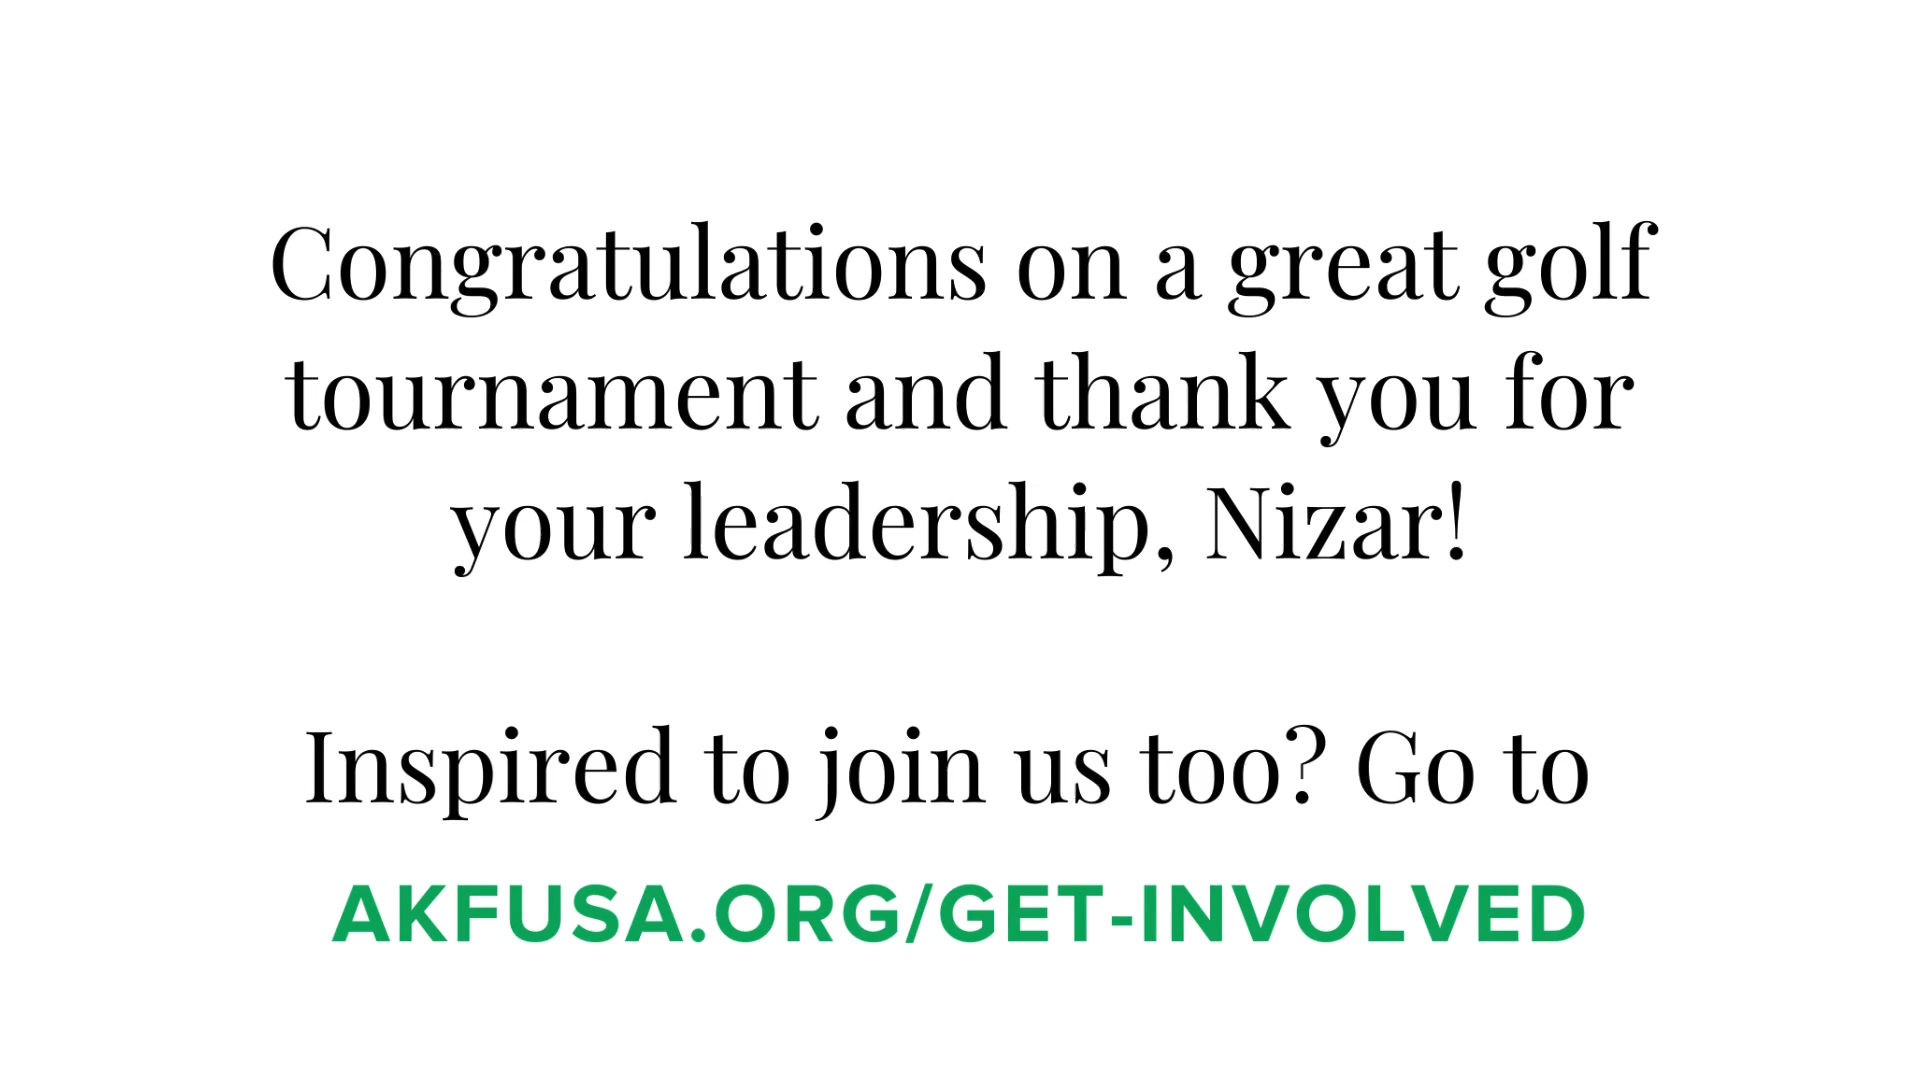 Congratulations on a great golf
tournament and thank you for
your leadership, Nizar!
Inspired to join us too? Go to
AKFUSA.ORG/GET-INVOLVED